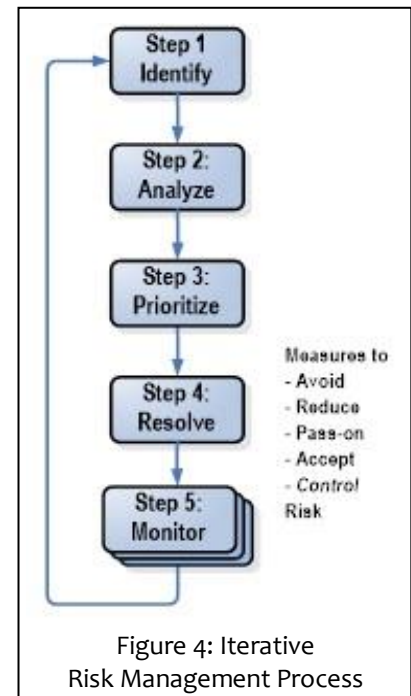 Step 1
Identify
Step 2:
Analyze
Step 3:
Prioritize
Step 4:
Resolve
Step 5:
Monitor
Measures to
- Avoid
- Reduce
- Pass-on
- Accept
- Control
Risk
Figure 4: Iterative
Risk Management Process